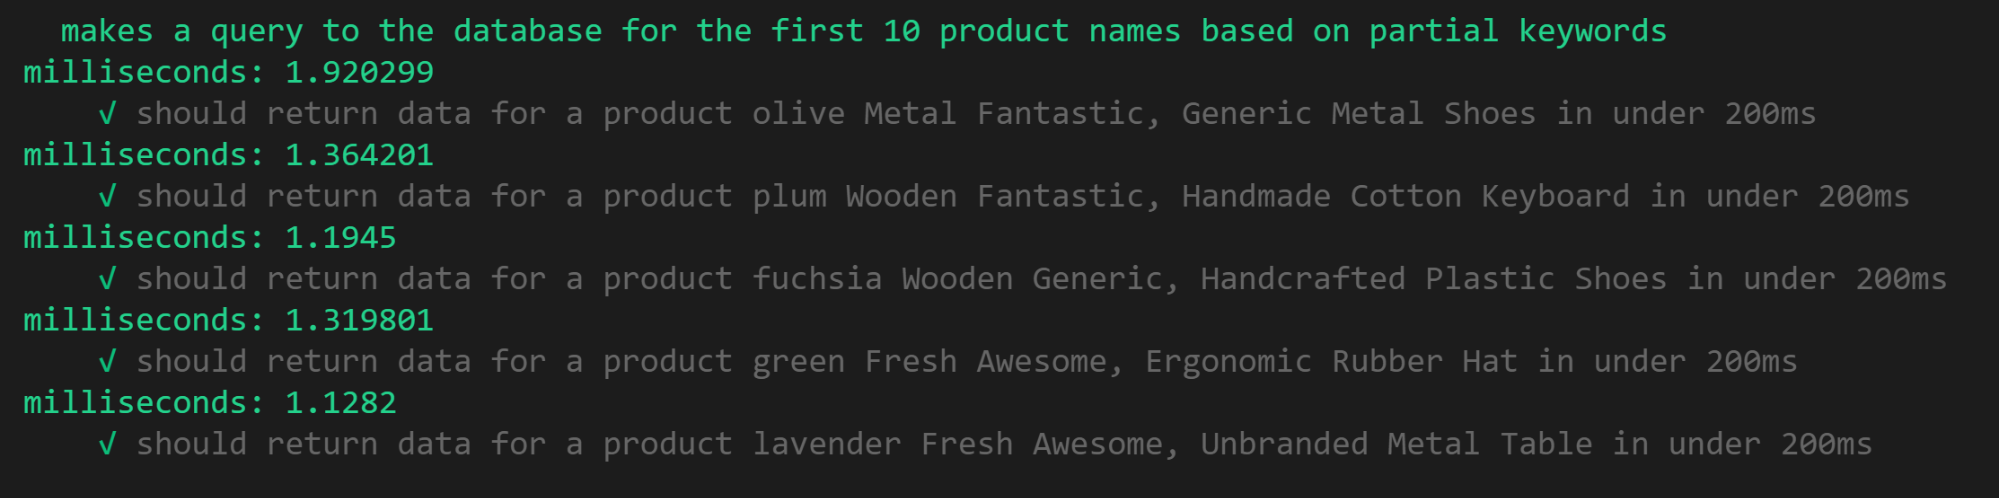 makes a query to the database for the first 10 product names based on partial keywords
milliseconds: 1.920299
√ should return data for a product olive Metal Fantastic, Generic Metal Shoes in under 200ms
milliseconds: 1.364201
√ should return data for a product plum Wooden Fantastic, Handmade Cotton Keyboard in under 200ms
milliseconds: 1.1945
√ should return data for a product fuchsia Wooden Generic, Handcrafted Plastic Shoes in under 200ms
milliseconds: 1.319801
√ should return data for a product green Fresh Awesome, Ergonomic Rubber Hat in under 200ms
milliseconds: 1.1282
√ should return data for a product lavender Fresh Awesome, Unbranded Metal Table in under 200ms